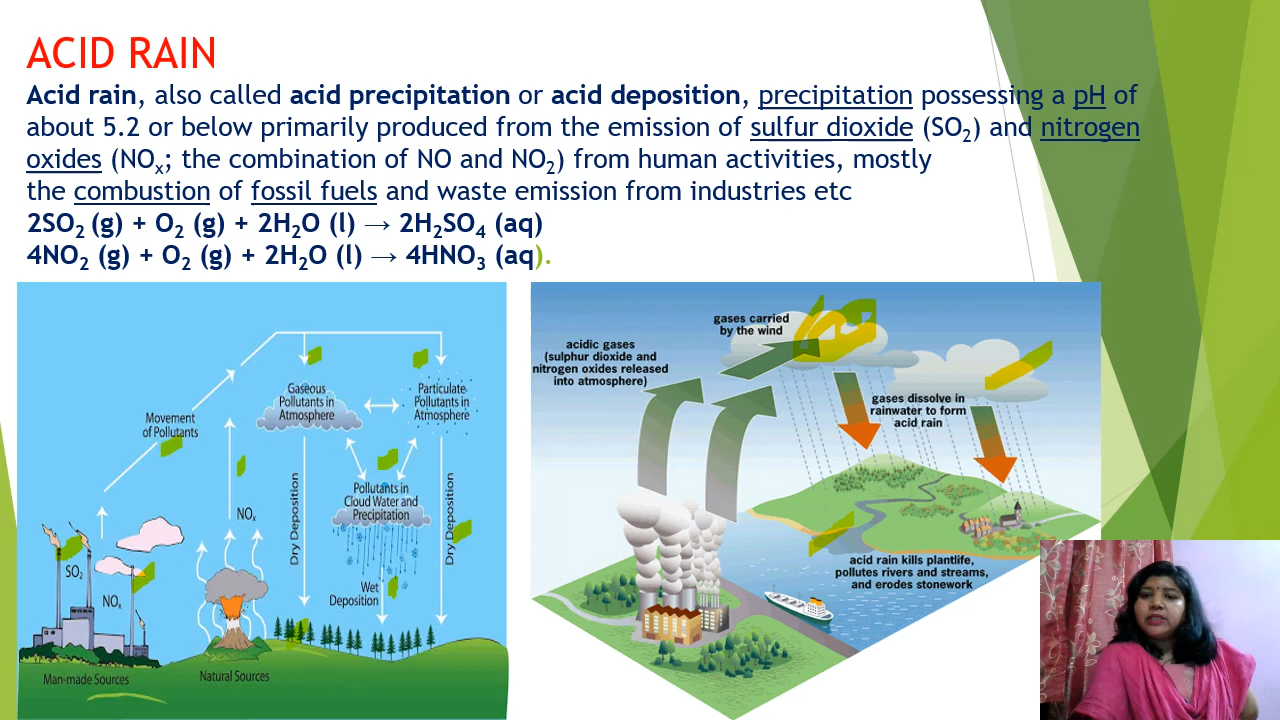 ACID RAIN
Acid rain, also called acid precipitation or acid deposition, precipitation possessing a pH of
about 5.2 or below primarily produced from the emission of sulfur dioxide (SO₂) and nitrogen
oxides (NOₓ; the combination of NO and NO₂) from human activities, mostly
the combustion of fossil fuels and waste emission from industries etc
2SO₂ (g) + O₂ (g) + 2H₂O (l) → 2H₂SO₄ (aq)
4NO₂ (g) + O₂ (g) + 2H₂O (l) → 4HNO₃ (aq).
Movement
of Pollutants
Gaseous
Pollutants in
Atmosphere
Particulate
Pollutants in
Atmosphere
NOₓ
Pollutants in
Cloud Water and
Precipitation
Dry Deposition
Dry Deposition
SO₂
NOₓ
Wet
Deposition
Man-made Sources
Natural Sources
acidic gases
(sulphur dioxide and
nitrogen oxides released
into atmosphere)
gases carried
by the wind
gases dissolve in
rainwater to form
acid rain
acid rain kills plantlife,
pollutes rivers and streams,
and erodes stonework